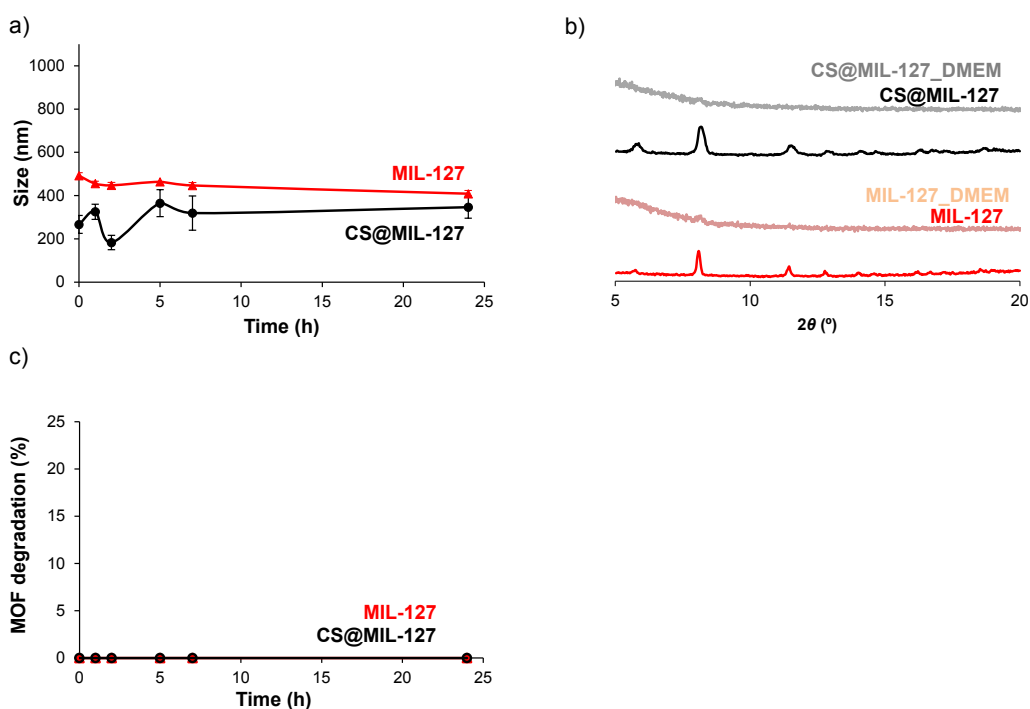 a)
1000
800
600
400
200
0
Size (nm)
MIL-127
CS@MIL-127
0 5 10 15 20 25
Time (h)
b)
CS@MIL-127_DMEM
CS@MIL-127
MIL-127_DMEM
MIL-127
5 10 15 20
2θ (º)
c)
25
20
15
10
5
0
MOF degradation (%)
MIL-127
CS@MIL-127
0 5 10 15 20 25
Time (h)